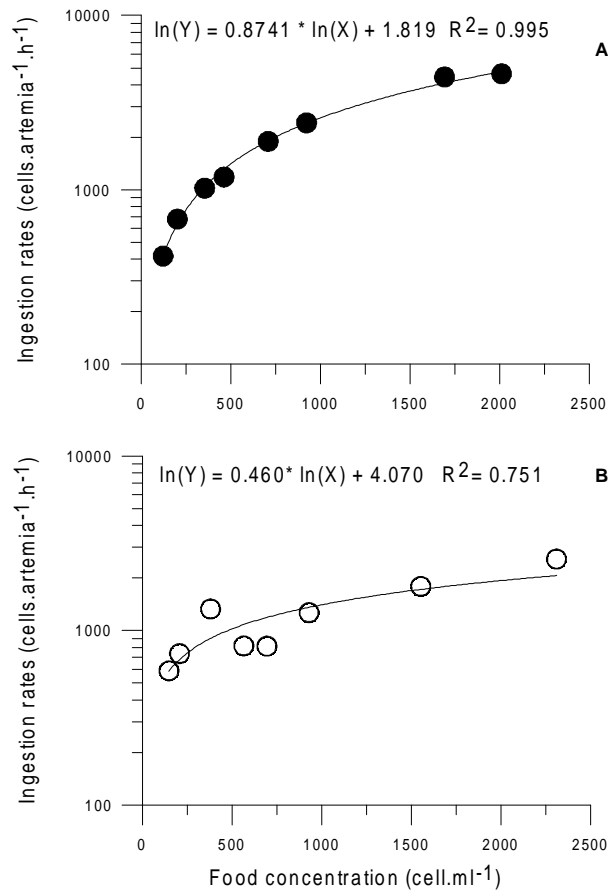 ln(Y) = 0.8741 * ln(X) + 1.819 R²= 0.995
A
Ingestion rates (cells.artemia⁻¹.h⁻¹)
10000
1000
100
0 500 1000 1500 2000 2500
ln(Y) = 0.460* ln(X) + 4.070 R²= 0.751
B
Ingestion rates (cells.artemia⁻¹.h⁻¹)
10000
1000
100
0 500 1000 1500 2000 2500
Food concentration (cell.ml⁻¹)